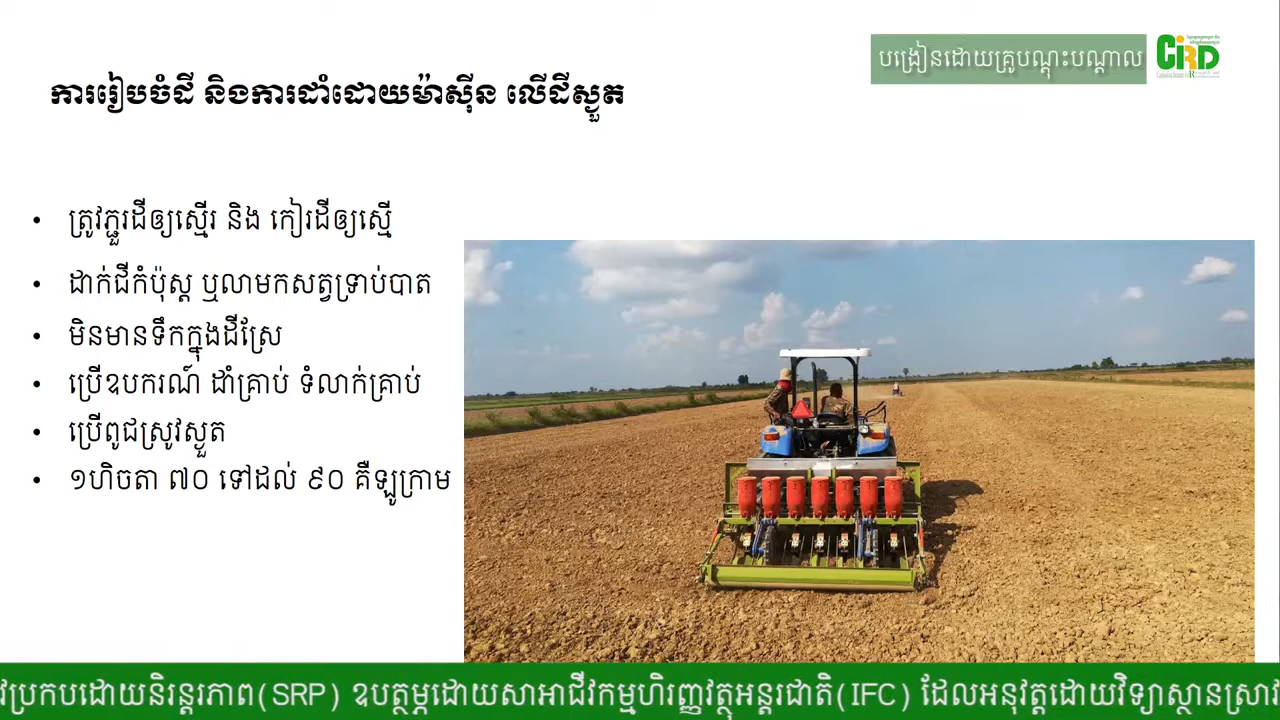 បង្រៀនដោយគ្រូបណ្តុះបណ្តាល
CiRD
ការរៀបចំដី និងការដាំដោយម៉ាស៊ីន លើដីស្ងួត
• ត្រូវភ្ជួរដីឲ្យស្មើរ និង កៀរដីឲ្យស្មើ
• ដាក់ជីកំប៉ុស្ត ឬលាមកសត្វទ្រាប់បាត
• មិនមានទឹកក្នុងដីស្រែ
• ប្រើឧបករណ៍ ដាំគ្រាប់ ទំលាក់គ្រាប់
• ប្រើពូជស្រូវស្ងួត
• ១ហិចតា ៧០ ទៅដល់ ៩០ គីឡូក្រាម
វប្រកបដោយនិរន្តរភាព(SRP) ឧបត្ថម្ភដោយសាអាជីវកម្មហិរញ្ញវត្ថុអន្តរជាតិ(IFC) ដែលអនុវត្តដោយវិទ្យាស្ថានស្រាវ